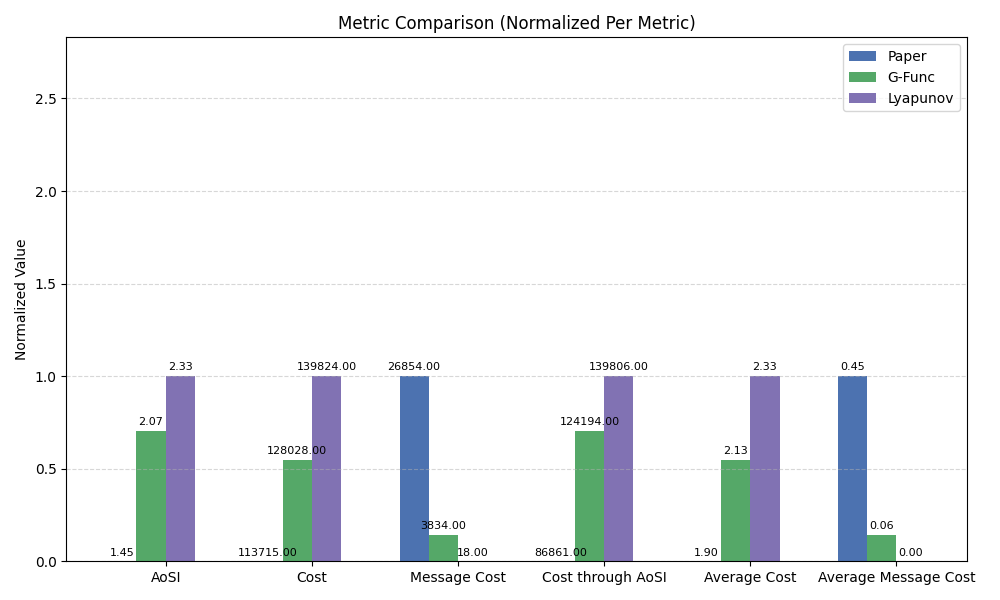 Metric Comparison (Normalized Per Metric)
Paper
G-Func
Lyapunov
Normalized Value
2.5
2.0
1.5
1.0
0.5
0.0
2.33
139824.00
26854.00
139806.00
2.33
0.45
2.07
128028.00
124194.00
2.13
3834.00
0.06
1.45
113715.00
18.00
86861.00
1.90
0.00
AoSI
Cost
Message Cost
Cost through AoSI
Average Cost
Average Message Cost